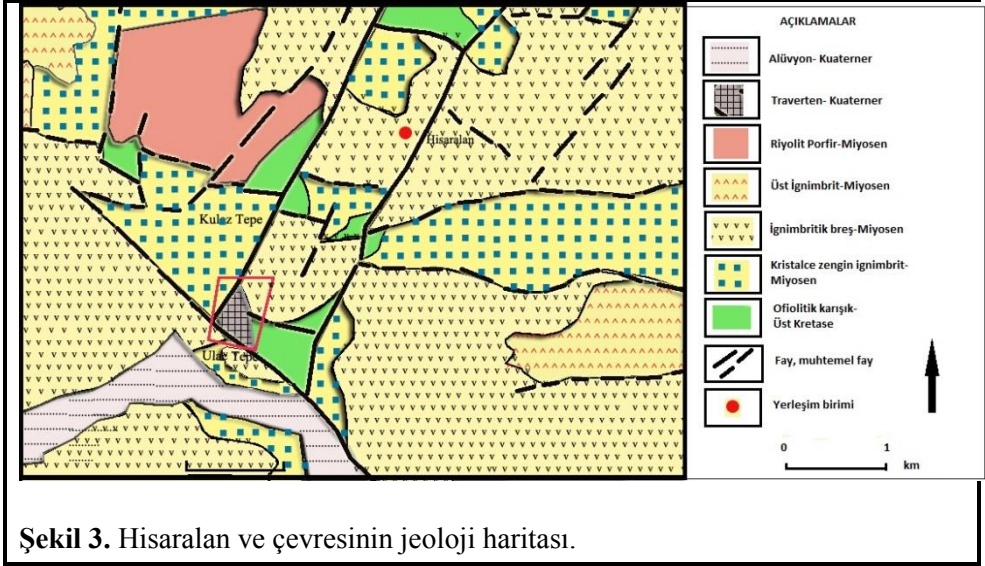 Hisaralan
Kulaz Tepe
Ulaz Tepe
AÇIKLAMALAR
Alüvyon- Kuaterner
Traverten- Kuaterner
Riyolit Porfir-Miyosen
Üst İgnimbrit-Miyosen
İgnimbritik breş-Miyosen
Kristalce zengin ignimbrit-
Miyosen
Ofiolitik karışık-
Üst Kretase
Fay, muhtemel fay
Yerleşim birimi
0 1
km
Şekil 3. Hisaralan ve çevresinin jeoloji haritası.